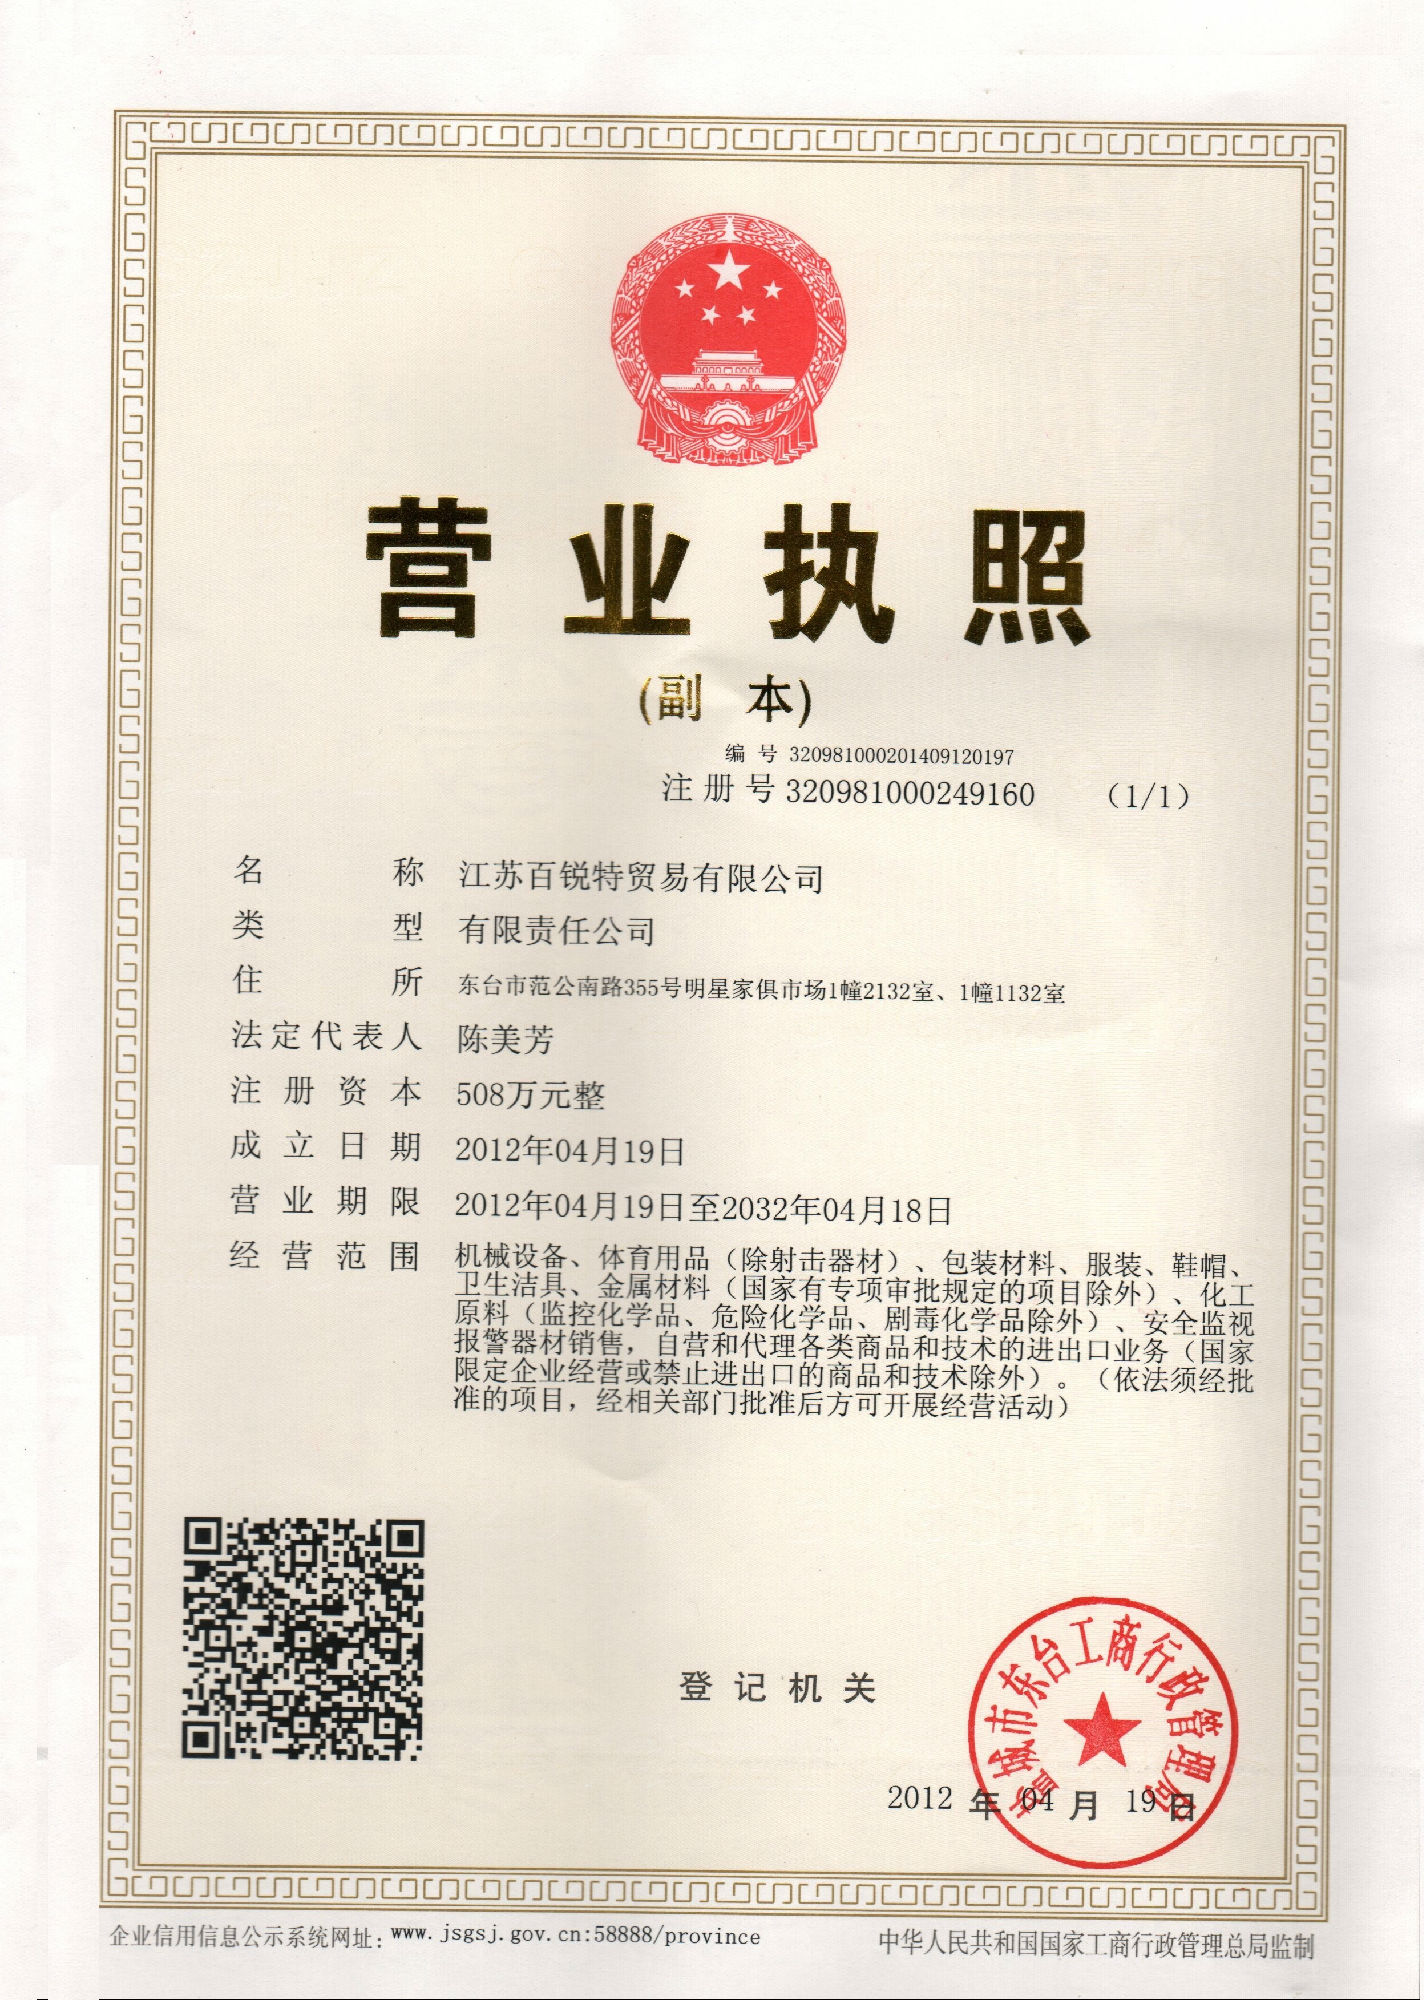 营业执照
(副 本)
编 号 320981000201409120197
注 册 号 320981000249160 （1/1）
名 称 江苏百锐特贸易有限公司
类 型 有限责任公司
住 所 东台市范公南路355号明星家俱市场1幢2132室、1幢1132室
法定代表人 陈美芳
注 册 资 本 508万元整
成 立 日 期 2012年04月19日
营 业 期 限 2012年04月19日至2032年04月18日
经 营 范 围 机械设备、体育用品（除射击器材）、包装材料、服装、鞋帽、
卫生洁具、金属材料（国家有专项审批规定的项目除外）、化工
原料（监控化学品、危险化学品、剧毒化学品除外）、安全监视
报警器材销售，自营和代理各类商品和技术的进出口业务（国家
限定企业经营或禁止进出口的商品和技术除外）。（依法须经批
准的项目，经相关部门批准后方可开展经营活动）
登 记 机 关
盐城市东台工商行政管理局
2012 年 04 月 19 日
企业信用信息公示系统网址：www.jsgsj.gov.cn:58888/province
中华人民共和国国家工商行政管理总局监制